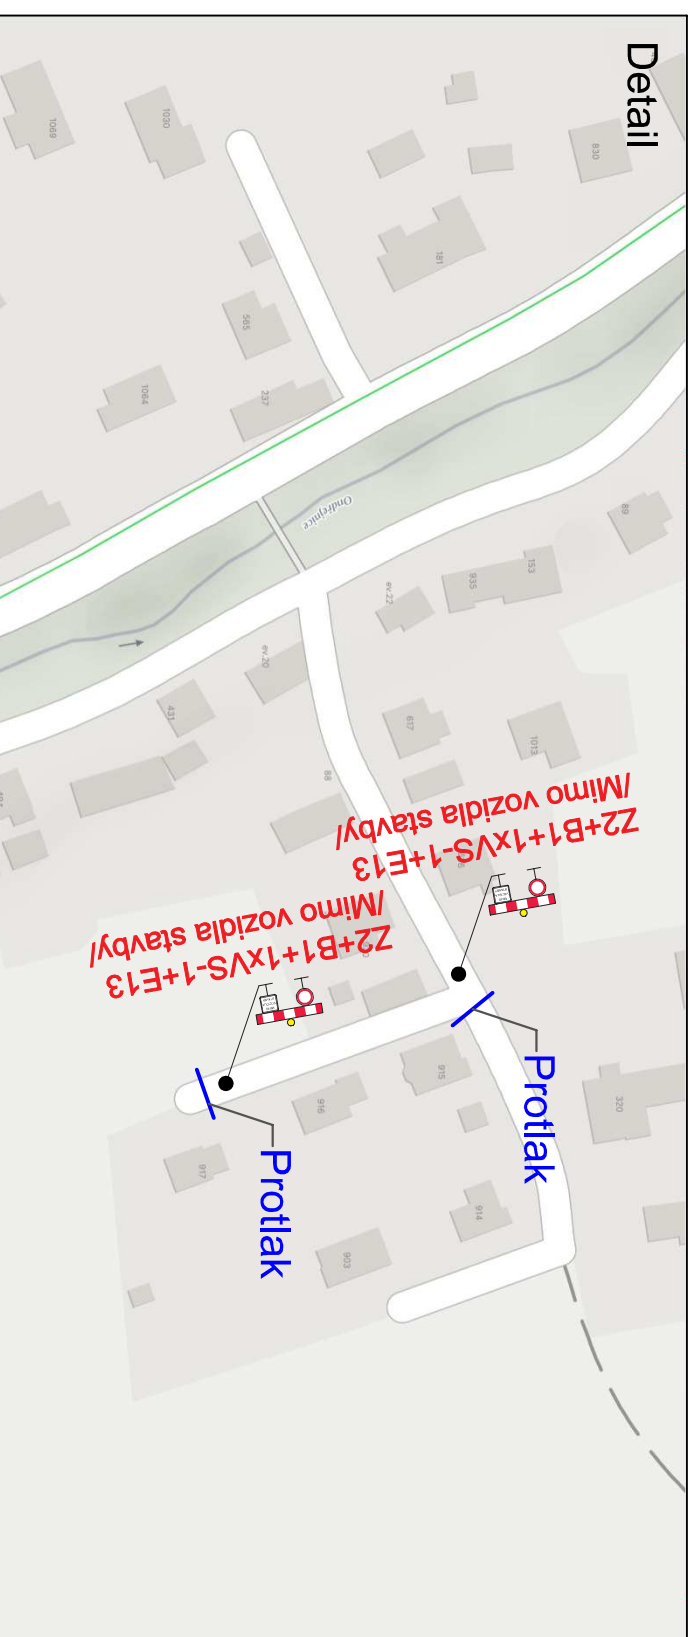 Detail
1069
1030
830
181
565
237
1064
Ondřejnice
89
153
935
ev.22
ev.20
431
617
1013
88
Z2+B1+1xVS-1+E13
/Mimo vozidla stavby/
Z2+B1+1xVS-1+E13
/Mimo vozidla stavby/
Protlak
915
320
916
Protlak
917
914
903